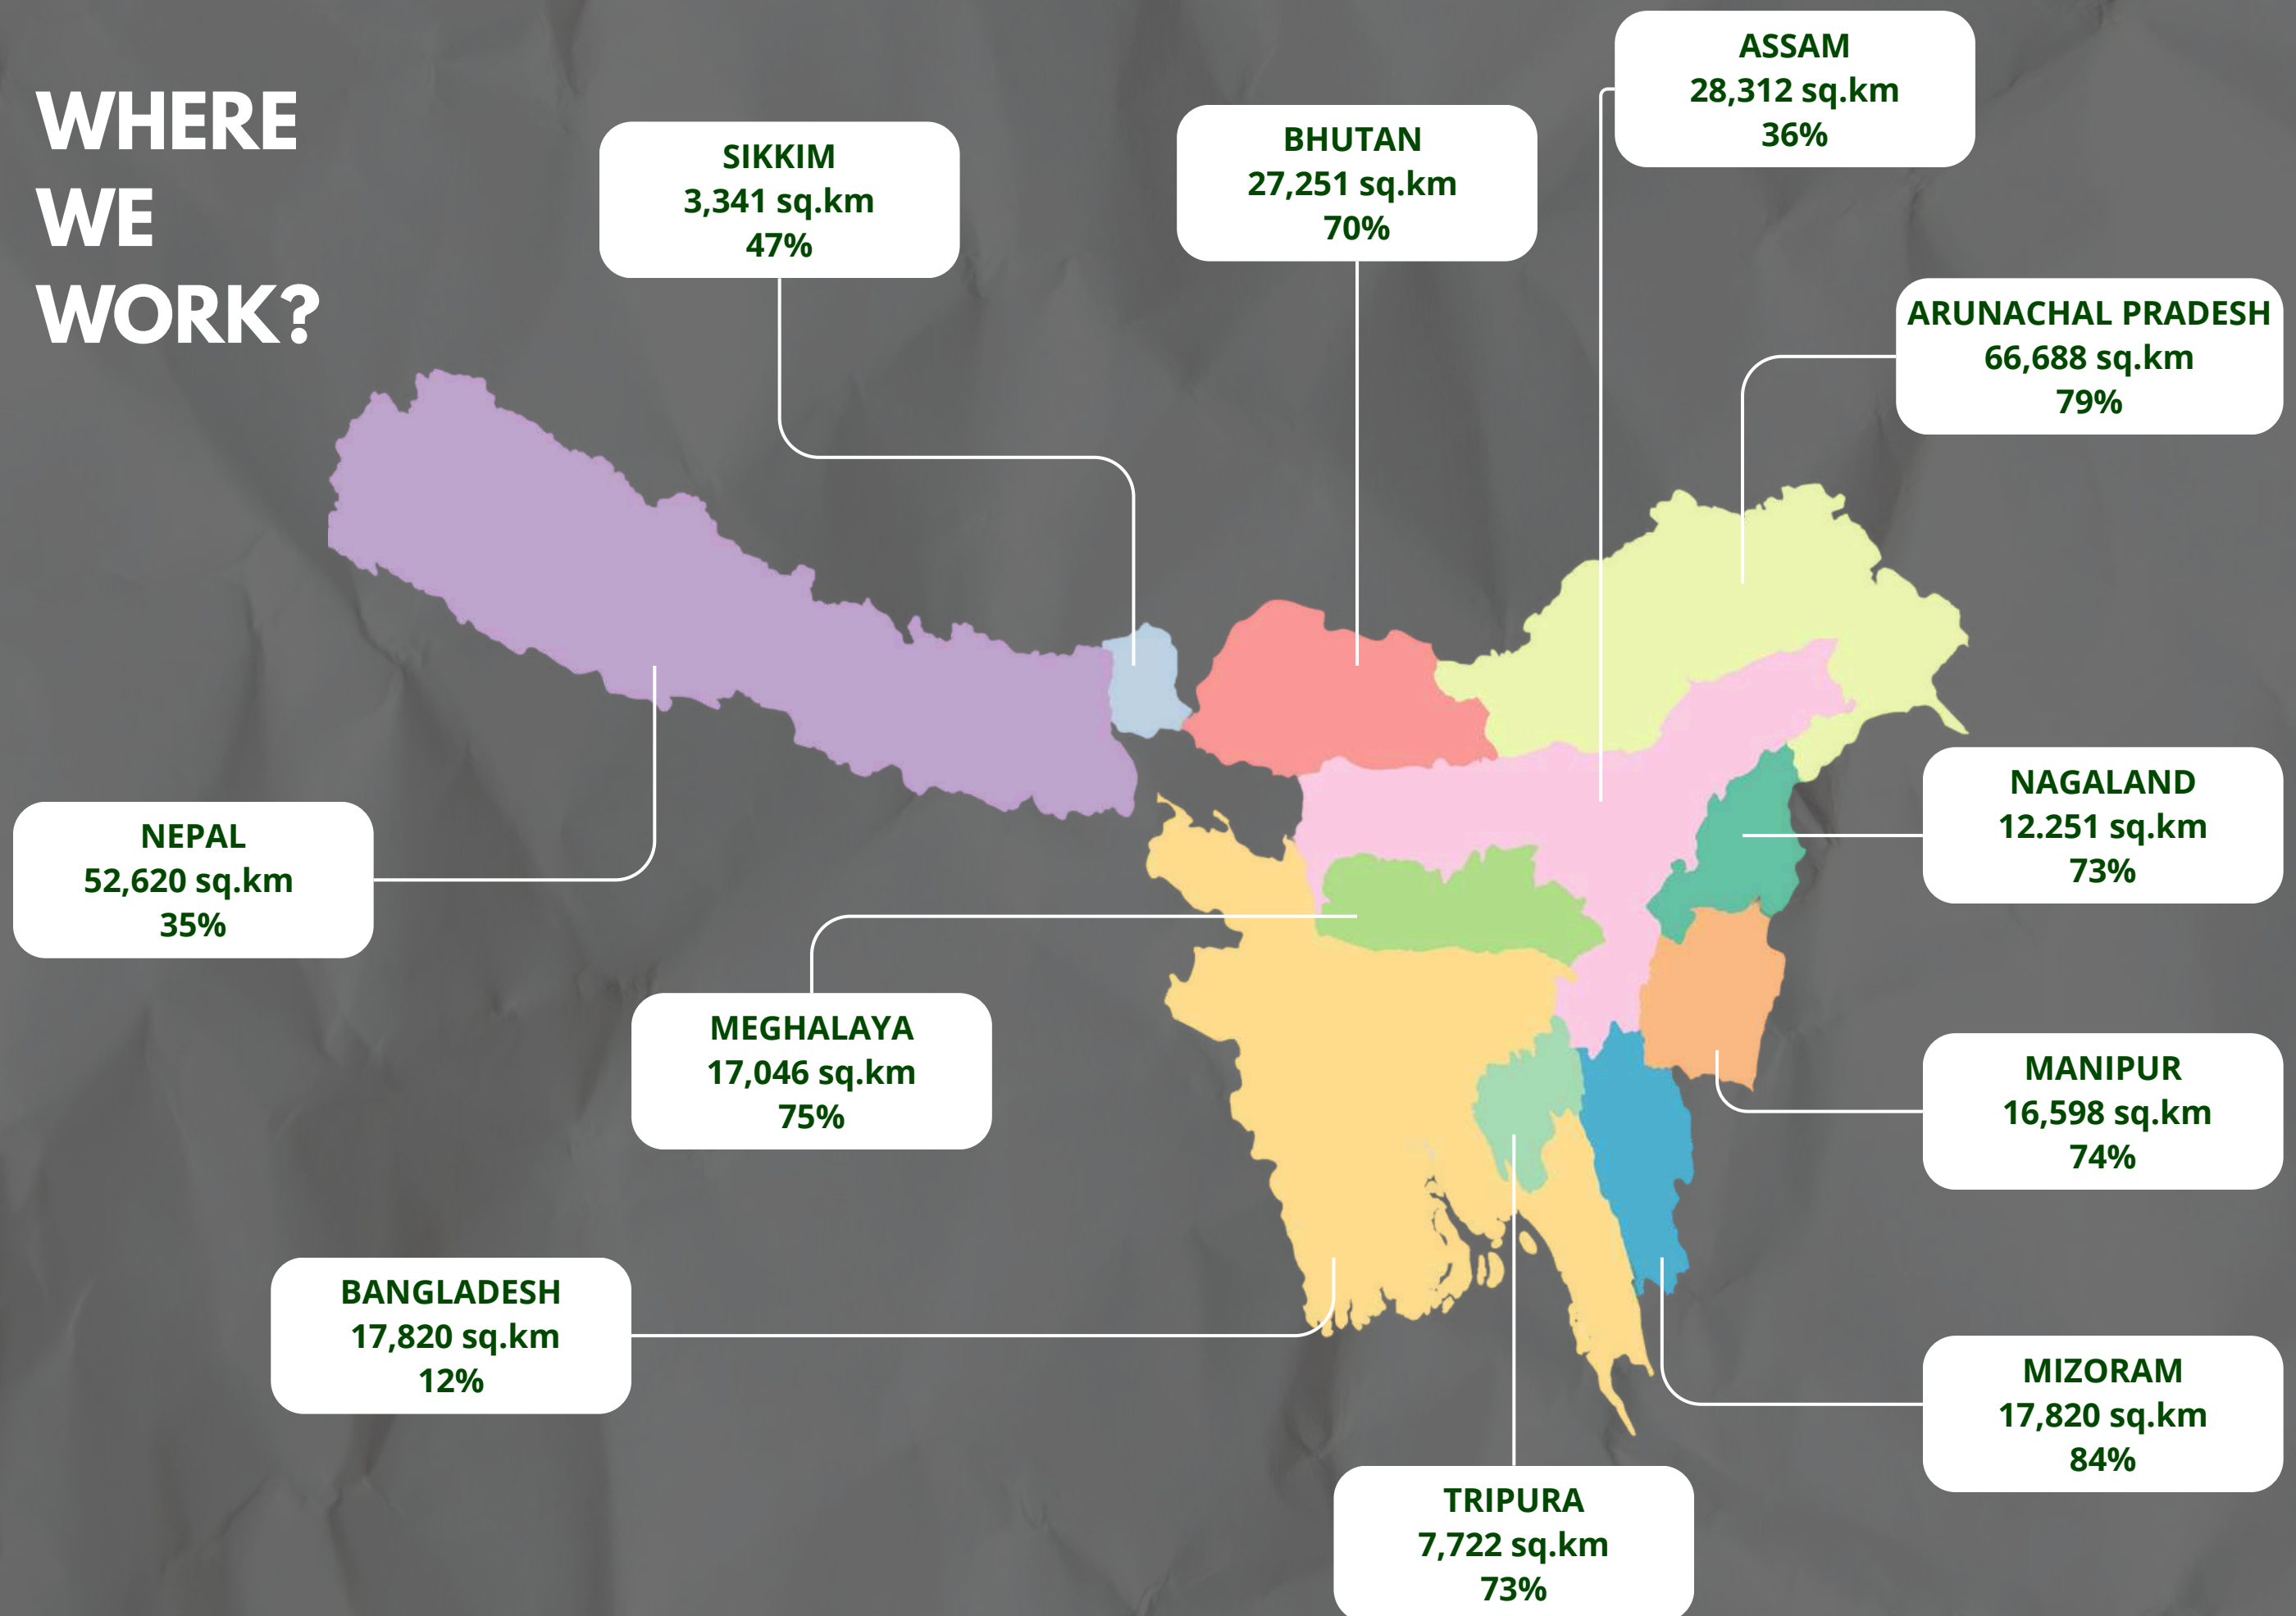 WHERE
WE
WORK?
SIKKIM
3,341 sq.km
47%
BHUTAN
27,251 sq.km
70%
ASSAM
28,312 sq.km
36%
ARUNACHAL PRADESH
66,688 sq.km
79%
NEPAL
52,620 sq.km
35%
NAGALAND
12.251 sq.km
73%
MEGHALAYA
17,046 sq.km
75%
MANIPUR
16,598 sq.km
74%
BANGLADESH
17,820 sq.km
12%
MIZORAM
17,820 sq.km
84%
TRIPURA
7,722 sq.km
73%